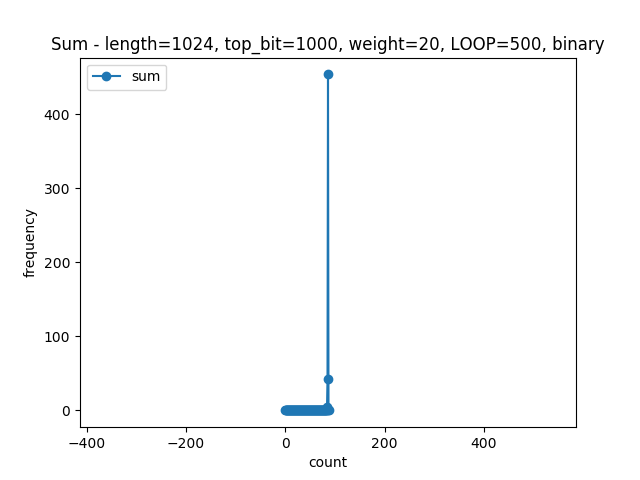 Sum - length=1024, top_bit=1000, weight=20, LOOP=500, binary
sum
400
300
200
100
0
frequency
−400
−200
0
200
400
count